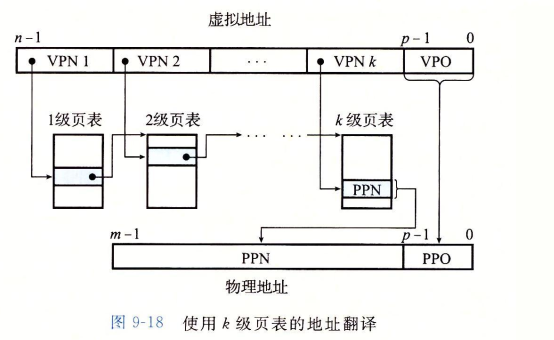 虚拟地址
n-1 p-1 0
VPN 1 VPN 2 ... VPN k VPO
1级页表 2级页表 ... ... k 级页表
PPN
m-1 p-1 0
PPN PPO
物理地址
图 9-18 使用 k 级页表的地址翻译